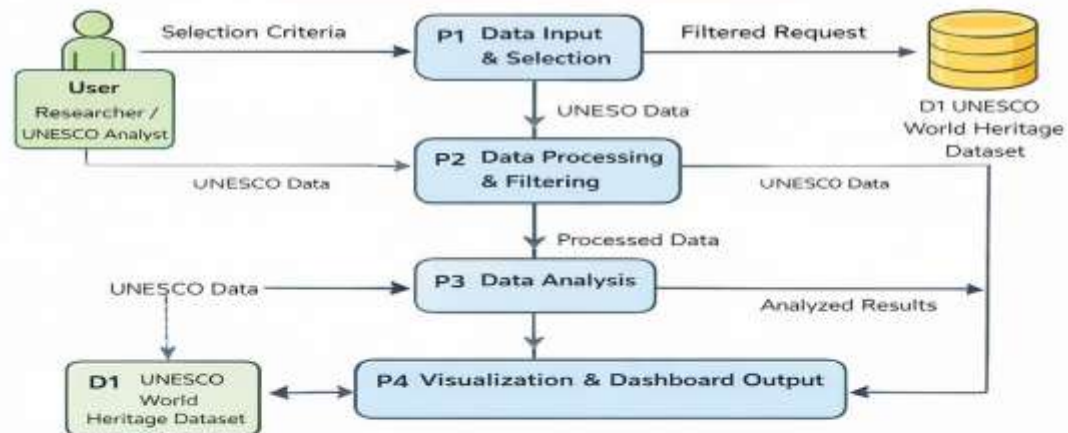 Selection Criteria
P1 Data Input
& Selection
Filtered Request
User
Researcher /
UNESCO Analyst
D1 UNESCO
World Heritage
Dataset
UNESO Data
P2 Data Processing
& Filtering
UNESCO Data
UNESCO Data
Processed Data
UNESCO Data
P3 Data Analysis
Analyzed Results
D1 UNESCO
World
Heritage Dataset
P4 Visualization & Dashboard Output